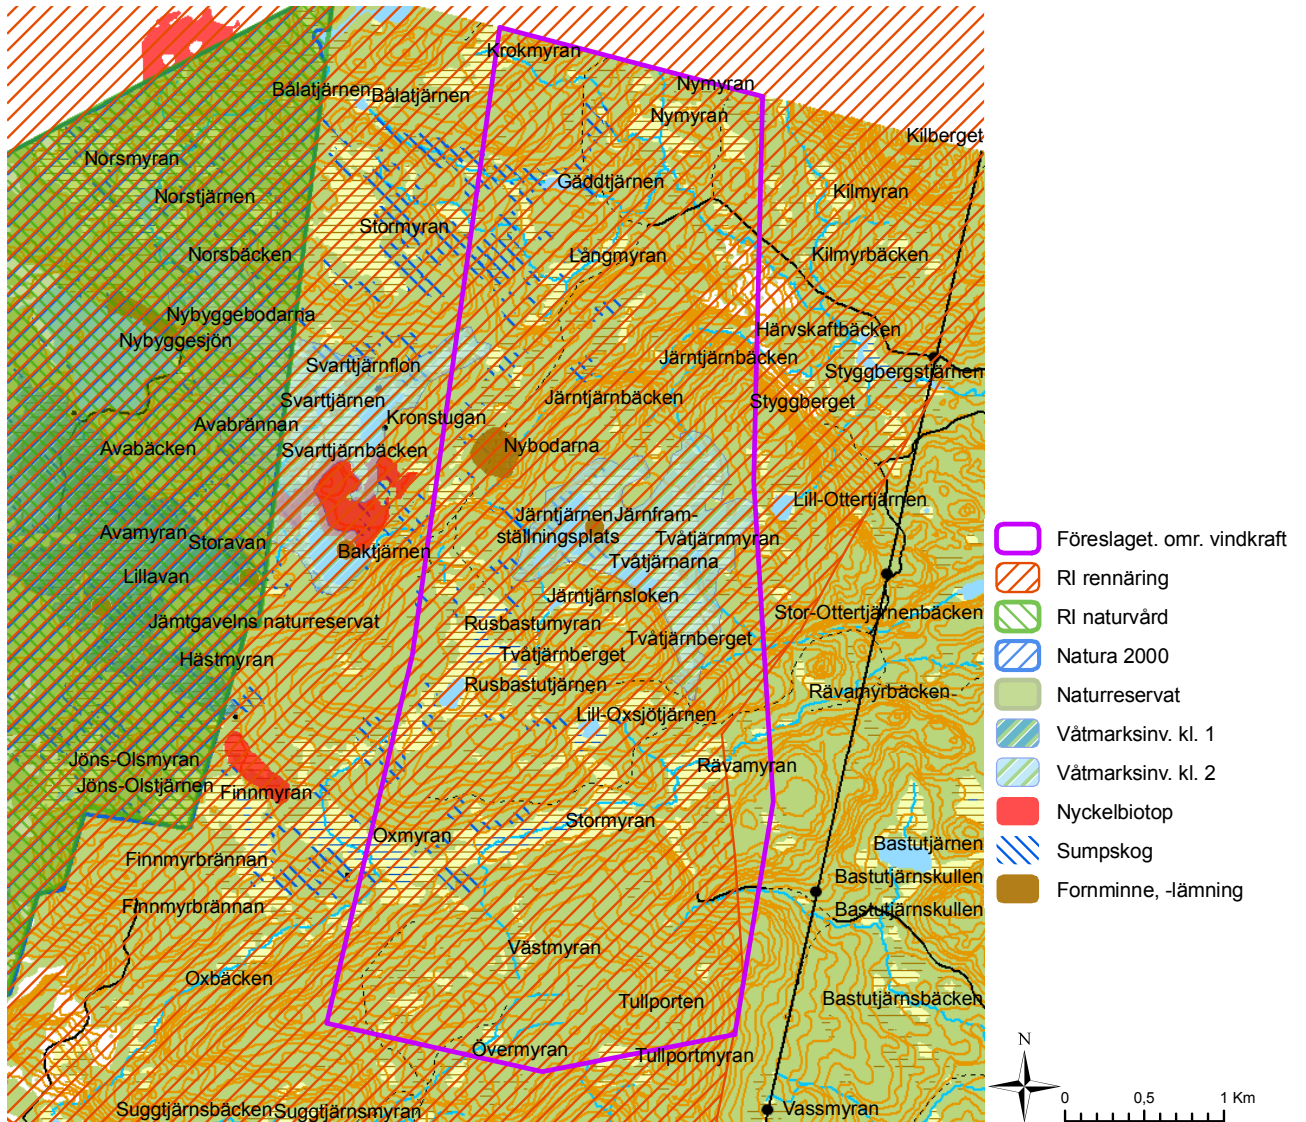 Krokmyran
Nymyran
Bålatjärnen
Bålatjärnen
Nymyran
Kilberget
Norsmyran
Gäddtjärnen
Kilmyran
Norstjärnen
Stormyran
Norsbäcken
Långmyran
Kilmyrbäcken
Nybyggebodarna
Härvskaftbäcken
Nybyggesjön
Svarttjärnflon
Järntjärnbäcken
Styggbergstjärnen
Svarttjärnen
Järntjärnbäcken
Styggberget
Avabrännan
Kronstugan
Avabäcken
Svarttjärnbäcken
Nybodarna
Lill-Ottertjärnen
Järntjärnen
Järnfram-
ställningsplats
Avamyran
Storavan
Tvåtjärnmyran
Baktjärnen
Tvåtjärnarna
Lillavan
Järntjärnsloken
Stor-Ottertjärnenbäcken
Jämtgavelns naturreservat
Rusbastumyran
Tvåtjärnberget
Hästmyran
Tvåtjärnberget
Rusbastutjärnen
Rävamyrbäcken
Lill-Oxsjötjärnen
Jöns-Olsmyran
Rävamyran
Jöns-Olstjärnen
Finnmyran
Stormyran
Oxmyran
Bastutjärnen
Finnmyrbrännan
Bastutjärnskullen
Finnmyrbrännan
Bastutjärnskullen
Västmyran
Oxbäcken
Tullporten
Bastutjärnsbäcken
Övermyran
Tullportmyran
Suggtjärnsbäcken
Suggtjärnsmyran
Vassmyran
Föreslaget. omr. vindkraft
RI rennäring
RI naturvård
Natura 2000
Naturreservat
Våtmarksinv. kl. 1
Våtmarksinv. kl. 2
Nyckelbiotop
Sumpskog
Fornminne, -lämning
N
0 0,5 1 Km